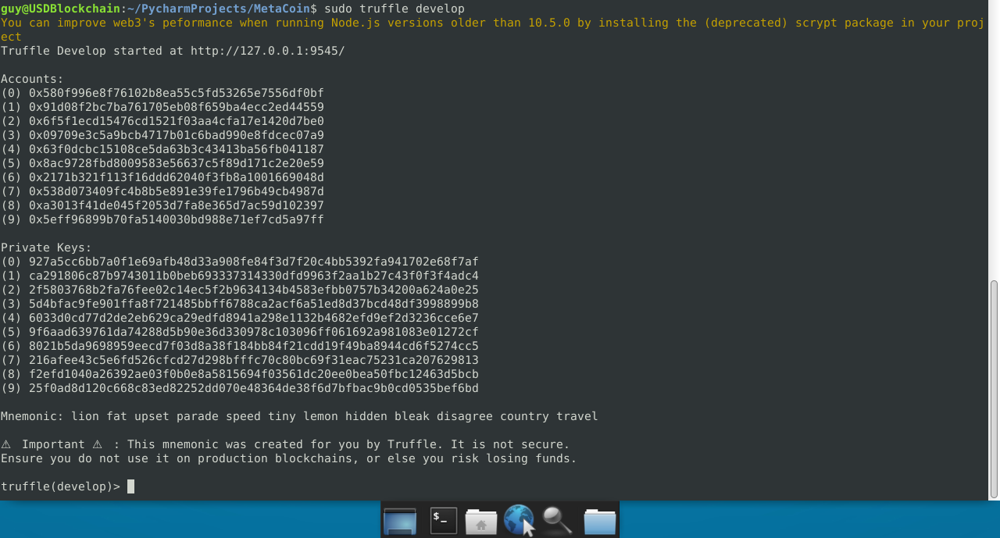 guy@USDBlockchain:~/PycharmProjects/MetaCoin$ sudo truffle develop
You can improve web3's peformance when running Node.js versions older than 10.5.0 by installing the (deprecated) scrypt package in your proj
ect
Truffle Develop started at http://127.0.0.1:9545/
Accounts:
(0) 0x580f996e8f76102b8ea55c5fd53265e7556df0bf
(1) 0x91d08f2bc7ba761705eb08f659ba4ecc2ed44559
(2) 0x6f5f1ecd15476cd1521f03aa4cfa17e1420d7be0
(3) 0x09709e3c5a9bcb4717b01c6bad990e8fdcec07a9
(4) 0x63f0dcbc15108ce5da63b3c43413ba56fb041187
(5) 0x8ac9728fbd8009583e56637c5f89d171c2e20e59
(6) 0x2171b321f113f16ddd62040f3fb8a1001669048d
(7) 0x538d073409fc4b8b5e891e39fe1796b49cb4987d
(8) 0xa3013f41de045f2053d7fa8e365d7ac59d102397
(9) 0x5eff96899b70fa5140030bd988e71ef7cd5a97ff
Private Keys:
(0) 927a5cc6bb7a0f1e69afb48d33a908fe84f3d7f20c4bb5392fa941702e68f7af
(1) ca291806c87b9743011b0beb693337314330dfd9963f2aa1b27c43f0f3f4adc4
(2) 2f5803768b2fa76fee02c14ec5f2b9634134b4583efbb0757b34200a624a0e25
(3) 5d4bfac9fe901ffa8f721485bbff6788ca2acf6a51ed8d37bcd48df3998899b8
(4) 6033d0cd77d2de2eb629ca29edfd8941a298e1132b4682efd9ef2d3236cce6e7
(5) 9f6aad639761da74288d5b90e36d330978c103096ff061692a981083e01272cf
(6) 8021b5da9698959eecd7f03d8a38f184bb84f21cdd19f49ba8944cd6f5274cc5
(7) 216afee43c5e6fd526cfcd27d298bfffc70c80bc69f31eac75231ca207629813
(8) f2efd1040a26392ae03f0b0e8a5815694f03561dc20ee0bea50fbc12463d5bcb
(9) 25f0ad8d120c668c83ed82252dd070e48364de38f6d7bfbac9b0cd0535bef6bd
Mnemonic: lion fat upset parade speed tiny lemon hidden bleak disagree country travel
⚠ Important ⚠ : This mnemonic was created for you by Truffle. It is not secure.
Ensure you do not use it on production blockchains, or else you risk losing funds.
truffle(develop)>
$_